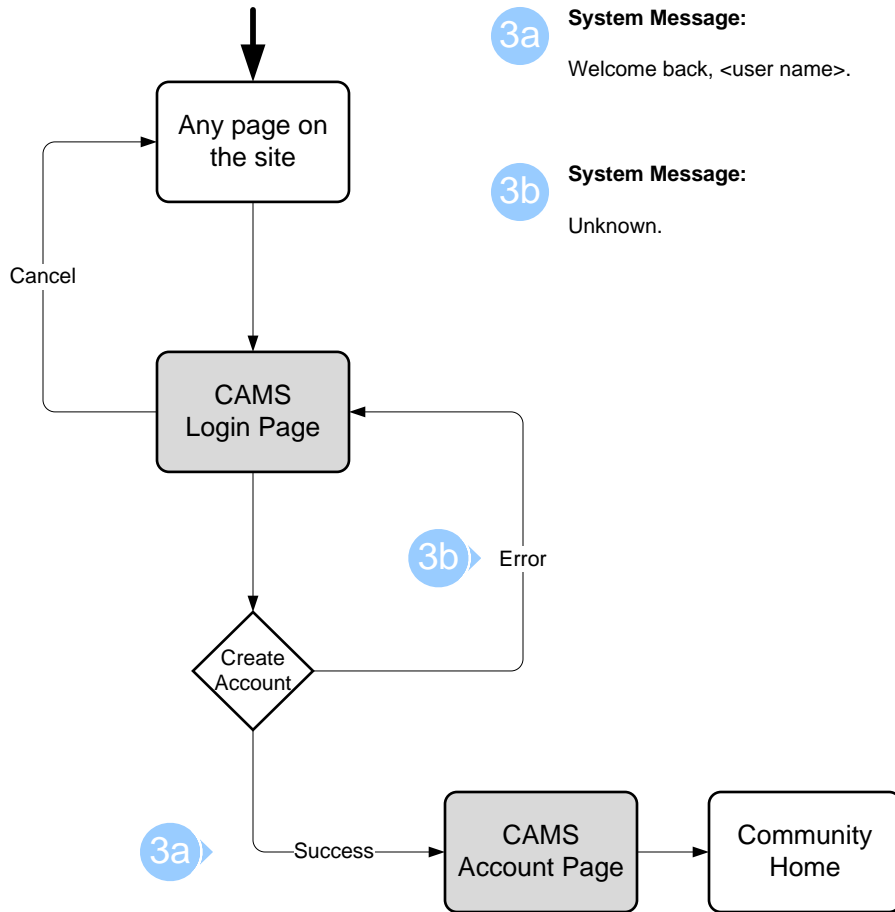 3a
System Message:
Welcome back, <user name>.
Any page on
the site
3b
System Message:
Unknown.
Cancel
CAMS
Login Page
3b
Error
Create
Account
3a
Success
CAMS
Account Page
Community
Home